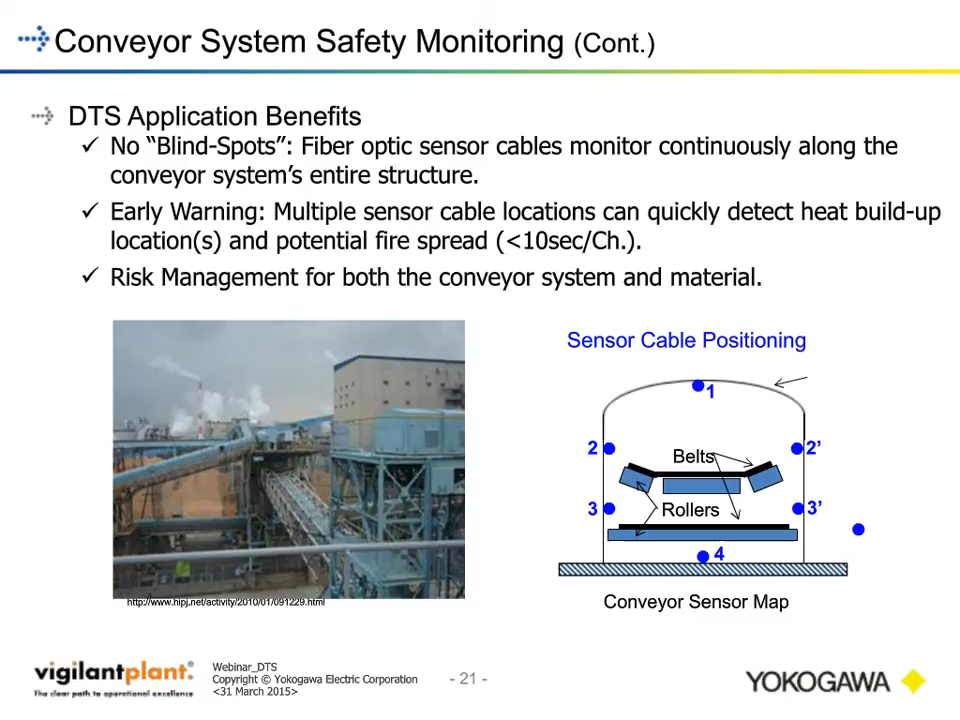 Conveyor System Safety Monitoring (Cont.)
DTS Application Benefits
✓ No “Blind-Spots”: Fiber optic sensor cables monitor continuously along the
conveyor system’s entire structure.
✓ Early Warning: Multiple sensor cable locations can quickly detect heat build-up
location(s) and potential fire spread (<10sec/Ch.).
✓ Risk Management for both the conveyor system and material.
http://www.hipj.net/activity/2010/01/091229.html
Sensor Cable Positioning
1
2
2’
Belts
3
Rollers
3’
4
Conveyor Sensor Map
vigilantplant.®
The clear path to operational excellence
Webinar_DTS
Copyright © Yokogawa Electric Corporation
<31 March 2015>
- 21 -
YOKOGAWA